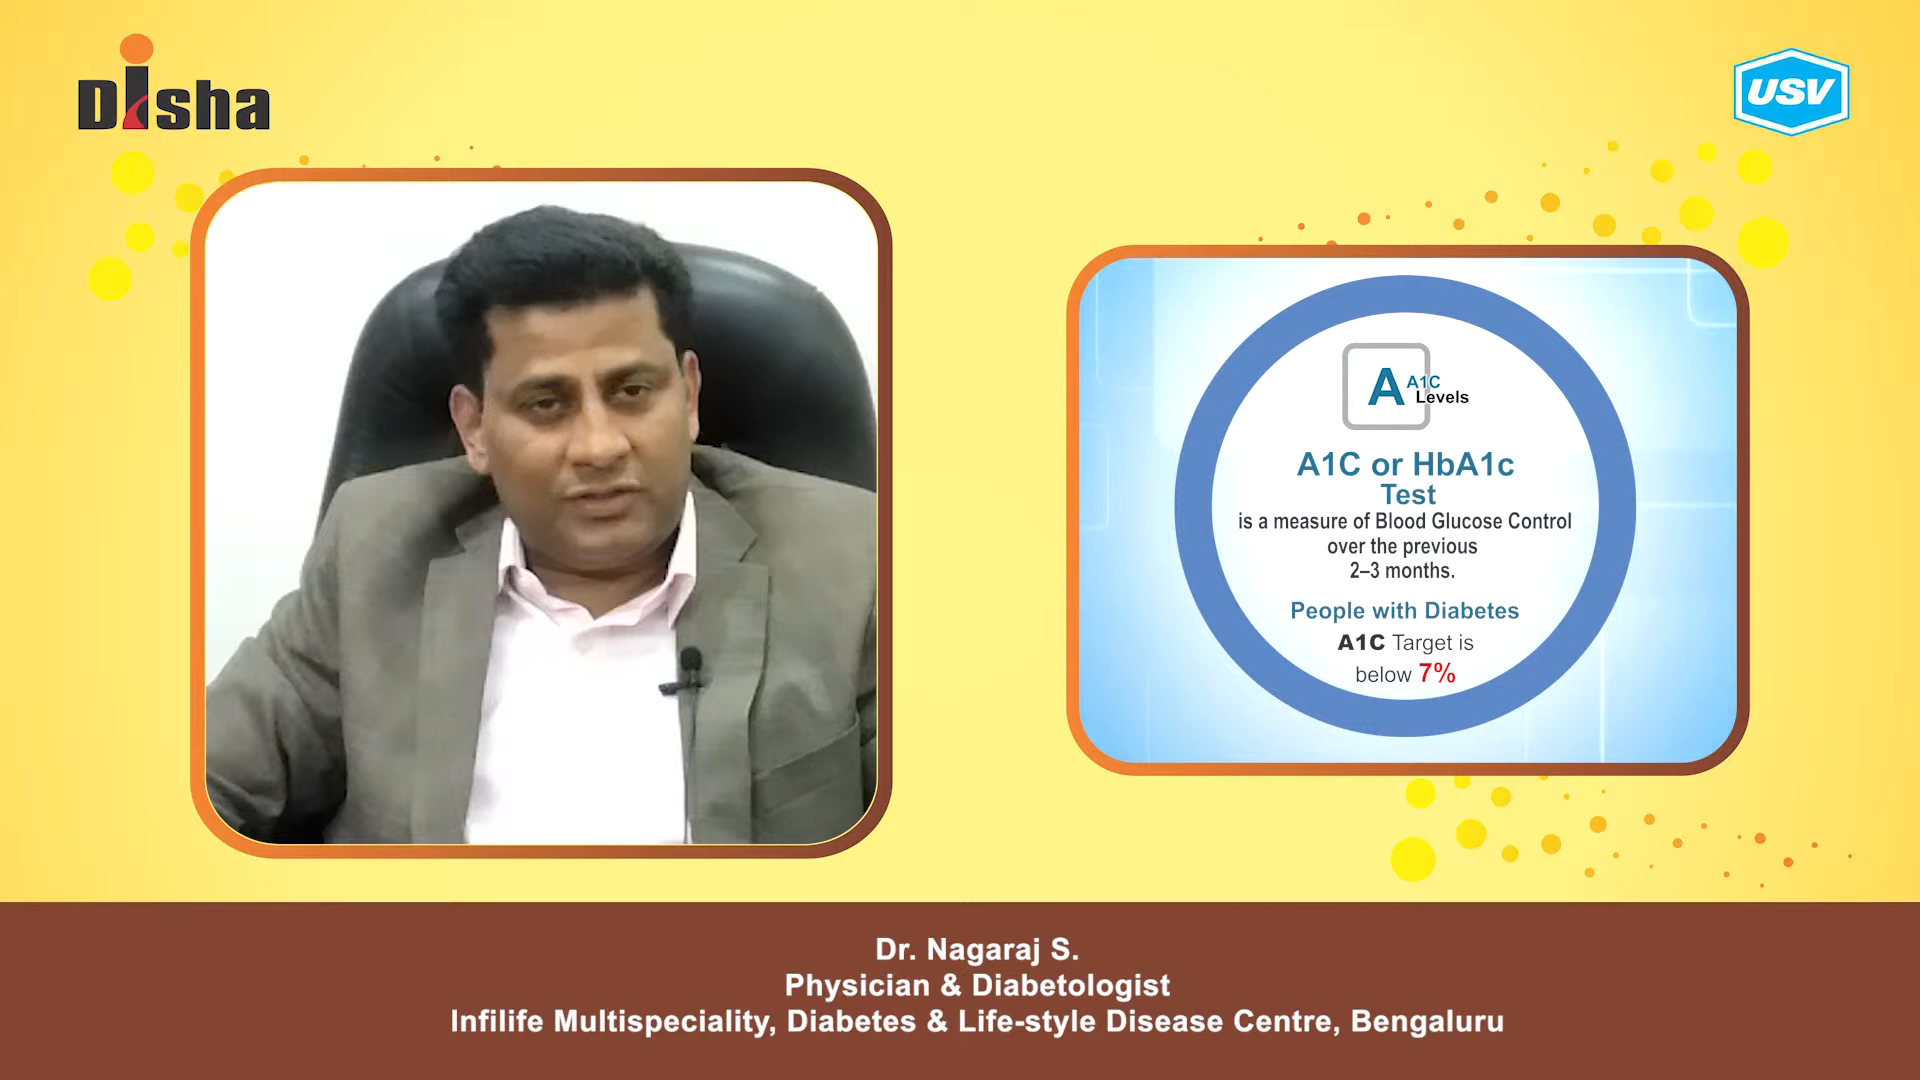 Disha
USV
A A1C
Levels
A1C or HbA1c
Test
is a measure of Blood Glucose Control
over the previous
2–3 months.
People with Diabetes
A1C Target is
below 7%
Dr. Nagaraj S.
Physician & Diabetologist
Infilife Multispeciality, Diabetes & Life-style Disease Centre, Bengaluru